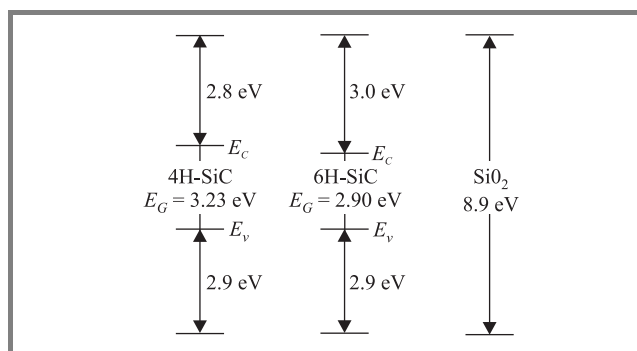 2.8 eV
3.0 eV
E_c
E_c
4H-SiC
6H-SiC
Si0₂
E_G = 3.23 eV
E_G = 2.90 eV
8.9 eV
E_v
E_v
2.9 eV
2.9 eV